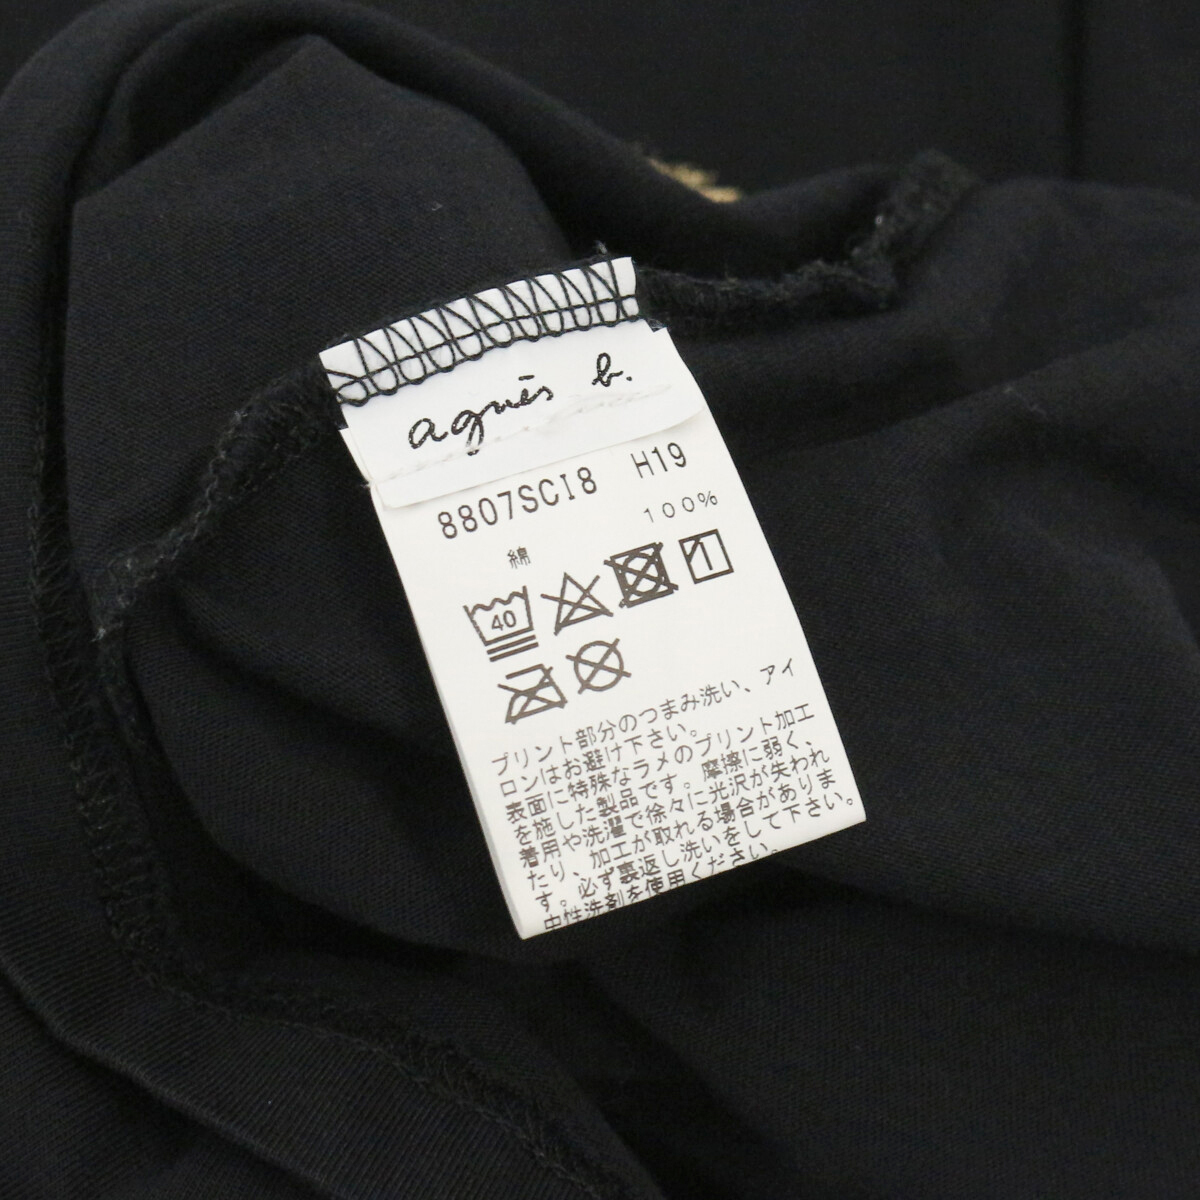 agnès b.
8807SCI8 H19
綿 100%
40
プリント部分のつまみ洗い、アイ
ロンはお避け下さい。
表面に特殊なラメのプリント加工
を施した製品です。摩擦に弱く、
着用や洗濯で徐々に光沢が失われ
たり、加工が取れる場合がありま
す。必ず裏返し洗いをして下さい。
中性洗剤を使用ください。